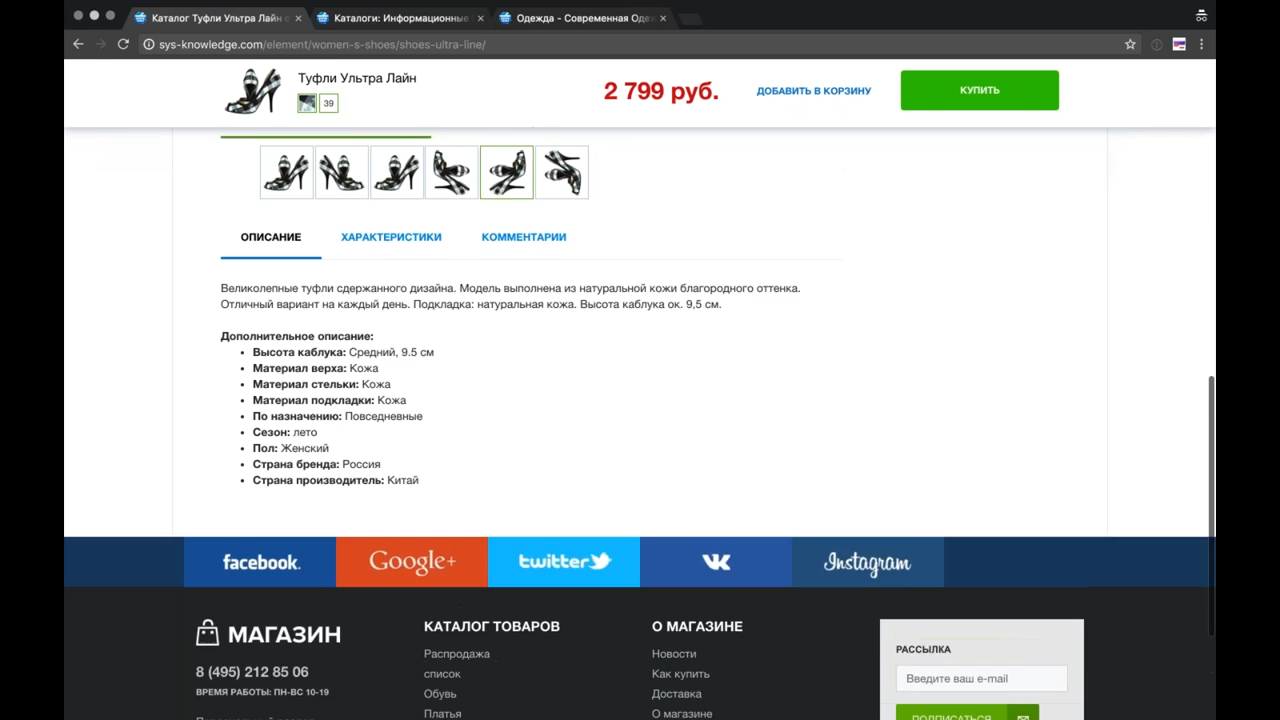 Каталог Туфли Ультра Лайн
Каталоги: Информационные
Одежда - Современная Оде
sys-knowledge.com/element/women-s-shoes/shoes-ultra-line/
Туфли Ультра Лайн
39
2 799 руб.
ДОБАВИТЬ В КОРЗИНУ
КУПИТЬ
ОПИСАНИЕ
ХАРАКТЕРИСТИКИ
КОММЕНТАРИИ
Великолепные туфли сдержанного дизайна. Модель выполнена из натуральной кожи благородного оттенка.
Отличный вариант на каждый день. Подкладка: натуральная кожа. Высота каблука ок. 9,5 см.
Дополнительное описание:
• Высота каблука: Средний, 9.5 см
• Материал верха: Кожа
• Материал стельки: Кожа
• Материал подкладки: Кожа
• По назначению: Повседневные
• Сезон: лето
• Пол: Женский
• Страна бренда: Россия
• Страна производитель: Китай
facebook.
Google+
twitter
Instagram
МАГАЗИН
8 (495) 212 85 06
ВРЕМЯ РАБОТЫ: ПН-ВС 10-19
КАТАЛОГ ТОВАРОВ
Распродажа
список
Обувь
Платья
О МАГАЗИНЕ
Новости
Как купить
Доставка
О магазине
РАССЫЛКА
Введите ваш e-mail
ПОДПИСАТЬСЯ